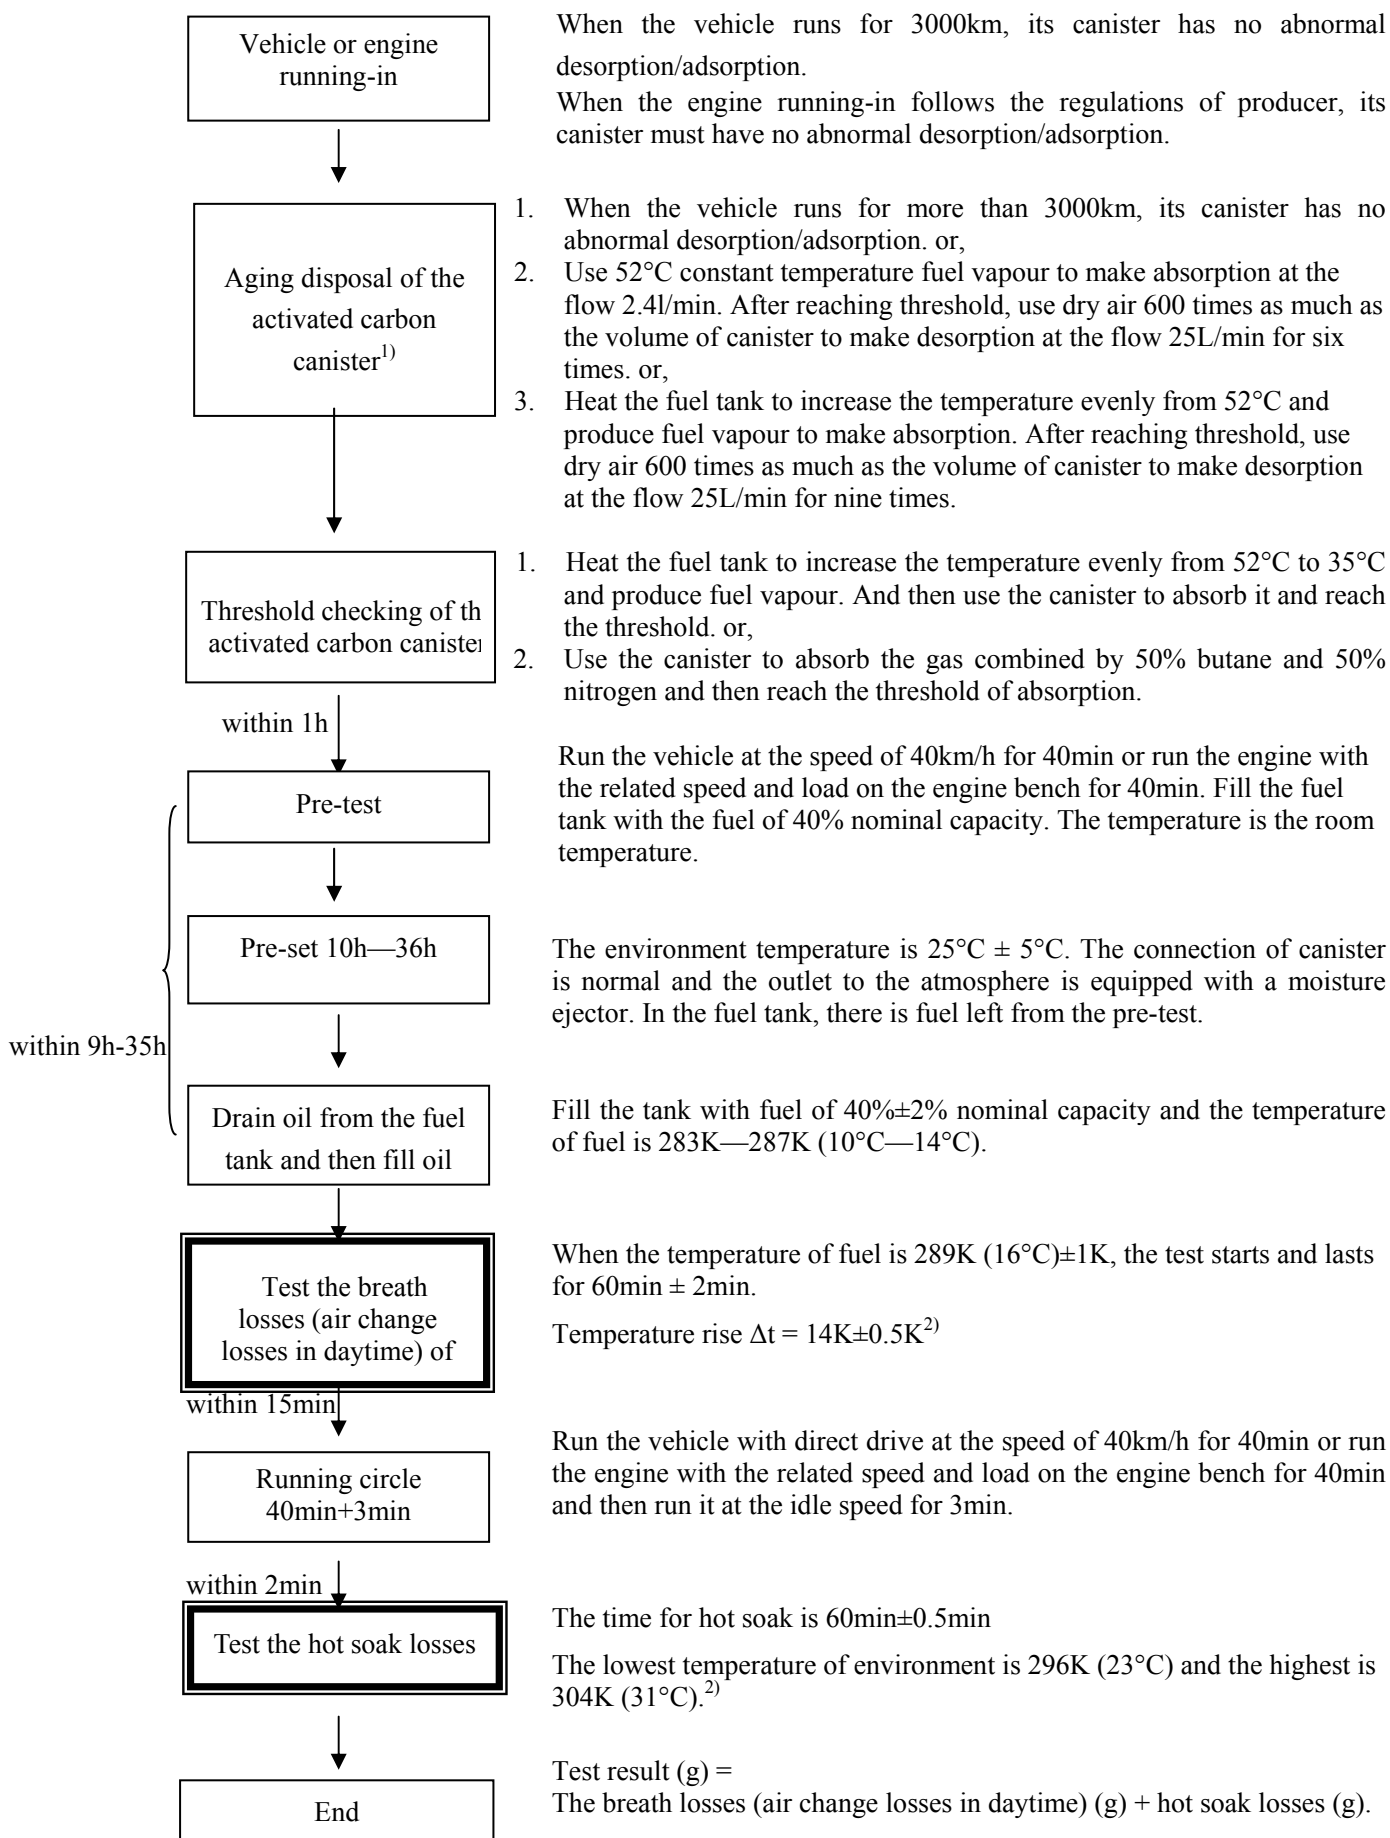 Vehicle or engine
running-in
When the vehicle runs for 3000km, its canister has no abnormal
desorption/adsorption.
When the engine running-in follows the regulations of producer, its
canister must have no abnormal desorption/adsorption.
Aging disposal of the
activated carbon
canister1)
1. When the vehicle runs for more than 3000km, its canister has no
abnormal desorption/adsorption. or,
2. Use 52°C constant temperature fuel vapour to make absorption at the
flow 2.4l/min. After reaching threshold, use dry air 600 times as much as
the volume of canister to make desorption at the flow 25L/min for six
times. or,
3. Heat the fuel tank to increase the temperature evenly from 52°C and
produce fuel vapour to make absorption. After reaching threshold, use
dry air 600 times as much as the volume of canister to make desorption
at the flow 25L/min for nine times.
Threshold checking of th
activated carbon caniste
1. Heat the fuel tank to increase the temperature evenly from 52°C to 35°C
and produce fuel vapour. And then use the canister to absorb it and reach
the threshold. or,
2. Use the canister to absorb the gas combined by 50% butane and 50%
nitrogen and then reach the threshold of absorption.
within 1h
Pre-test
Run the vehicle at the speed of 40km/h for 40min or run the engine with
the related speed and load on the engine bench for 40min. Fill the fuel
tank with the fuel of 40% nominal capacity. The temperature is the room
temperature.
Pre-set 10h—36h
The environment temperature is 25°C ± 5°C. The connection of canister
is normal and the outlet to the atmosphere is equipped with a moisture
ejector. In the fuel tank, there is fuel left from the pre-test.
within 9h-35h
Drain oil from the fuel
tank and then fill oil
Fill the tank with fuel of 40%±2% nominal capacity and the temperature
of fuel is 283K—287K (10°C—14°C).
Test the breath
losses (air change
losses in daytime) of
When the temperature of fuel is 289K (16°C)±1K, the test starts and lasts
for 60min ± 2min.
Temperature rise Δt = 14K±0.5K2)
within 15min
Running circle
40min+3min
Run the vehicle with direct drive at the speed of 40km/h for 40min or run
the engine with the related speed and load on the engine bench for 40min
and then run it at the idle speed for 3min.
within 2min
Test the hot soak losses
The time for hot soak is 60min±0.5min
The lowest temperature of environment is 296K (23°C) and the highest is
304K (31°C).2)
End
Test result (g) =
The breath losses (air change losses in daytime) (g) + hot soak losses (g).